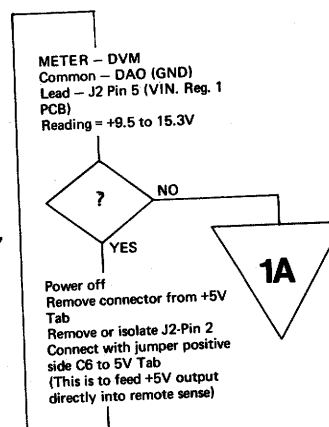 METER – DVM
Common – DAO (GND)
Lead – J2 Pin 5 (VIN. Reg. 1
PCB)
Reading = +9.5 to 15.3V
?
NO
YES
1A
Power off
Remove connector from +5V
Tab
Remove or isolate J2-Pin 2
Connect with jumper positive
side C6 to 5V Tab
(This is to feed +5V output
directly into remote sense)